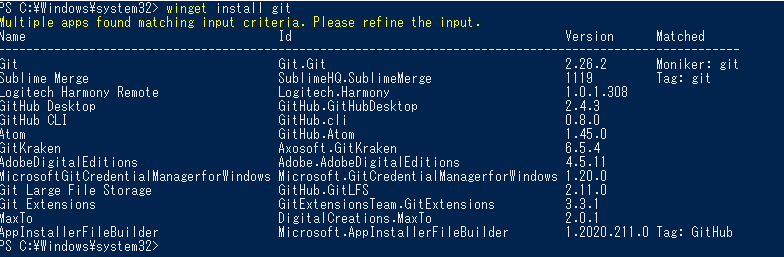 PS C:¥Windows¥system32> winget install git
Multiple apps found matching input criteria. Please refine the input.
Name Id Version Matched
--------------------------------------------------------------------------------------------
Git Git.Git 2.26.2 Moniker: git
Sublime Merge SublimeHQ.SublimeMerge 1119 Tag: git
Logitech Harmony Remote Logitech.Harmony 1.0.1.308
GitHub Desktop GitHub.GitHubDesktop 2.4.3
GitHub CLI GitHub.cli 0.8.0
Atom GitHub.Atom 1.45.0
GitKraken Axosoft.GitKraken 6.5.4
AdobeDigitalEditions Adobe.AdobeDigitalEditions 4.5.11
MicrosoftGitCredentialManagerforWindows Microsoft.GitCredentialManagerforWindows 1.20.0
Git Large File Storage GitHub.GitLFS 2.11.0
Git Extensions GitExtensionsTeam.GitExtensions 3.3.1
MaxTo DigitalCreations.MaxTo 2.0.1
AppInstallerFileBuilder Microsoft.AppInstallerFileBuilder 1.2020.211.0 Tag: GitHub
PS C:¥Windows¥system32>